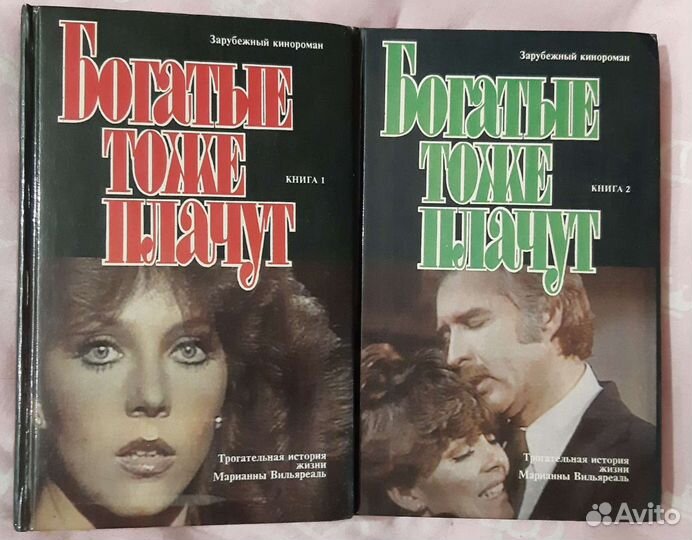 Зарубежный кинороман
Богатые
тоже
плачут
КНИГА 1
Трогательная история
жизни
Марианны Вильяреаль
Зарубежный кинороман
Богатые
тоже
плачут
КНИГА 2
Трогательная история
жизни
Марианны Вильяреаль
Avito